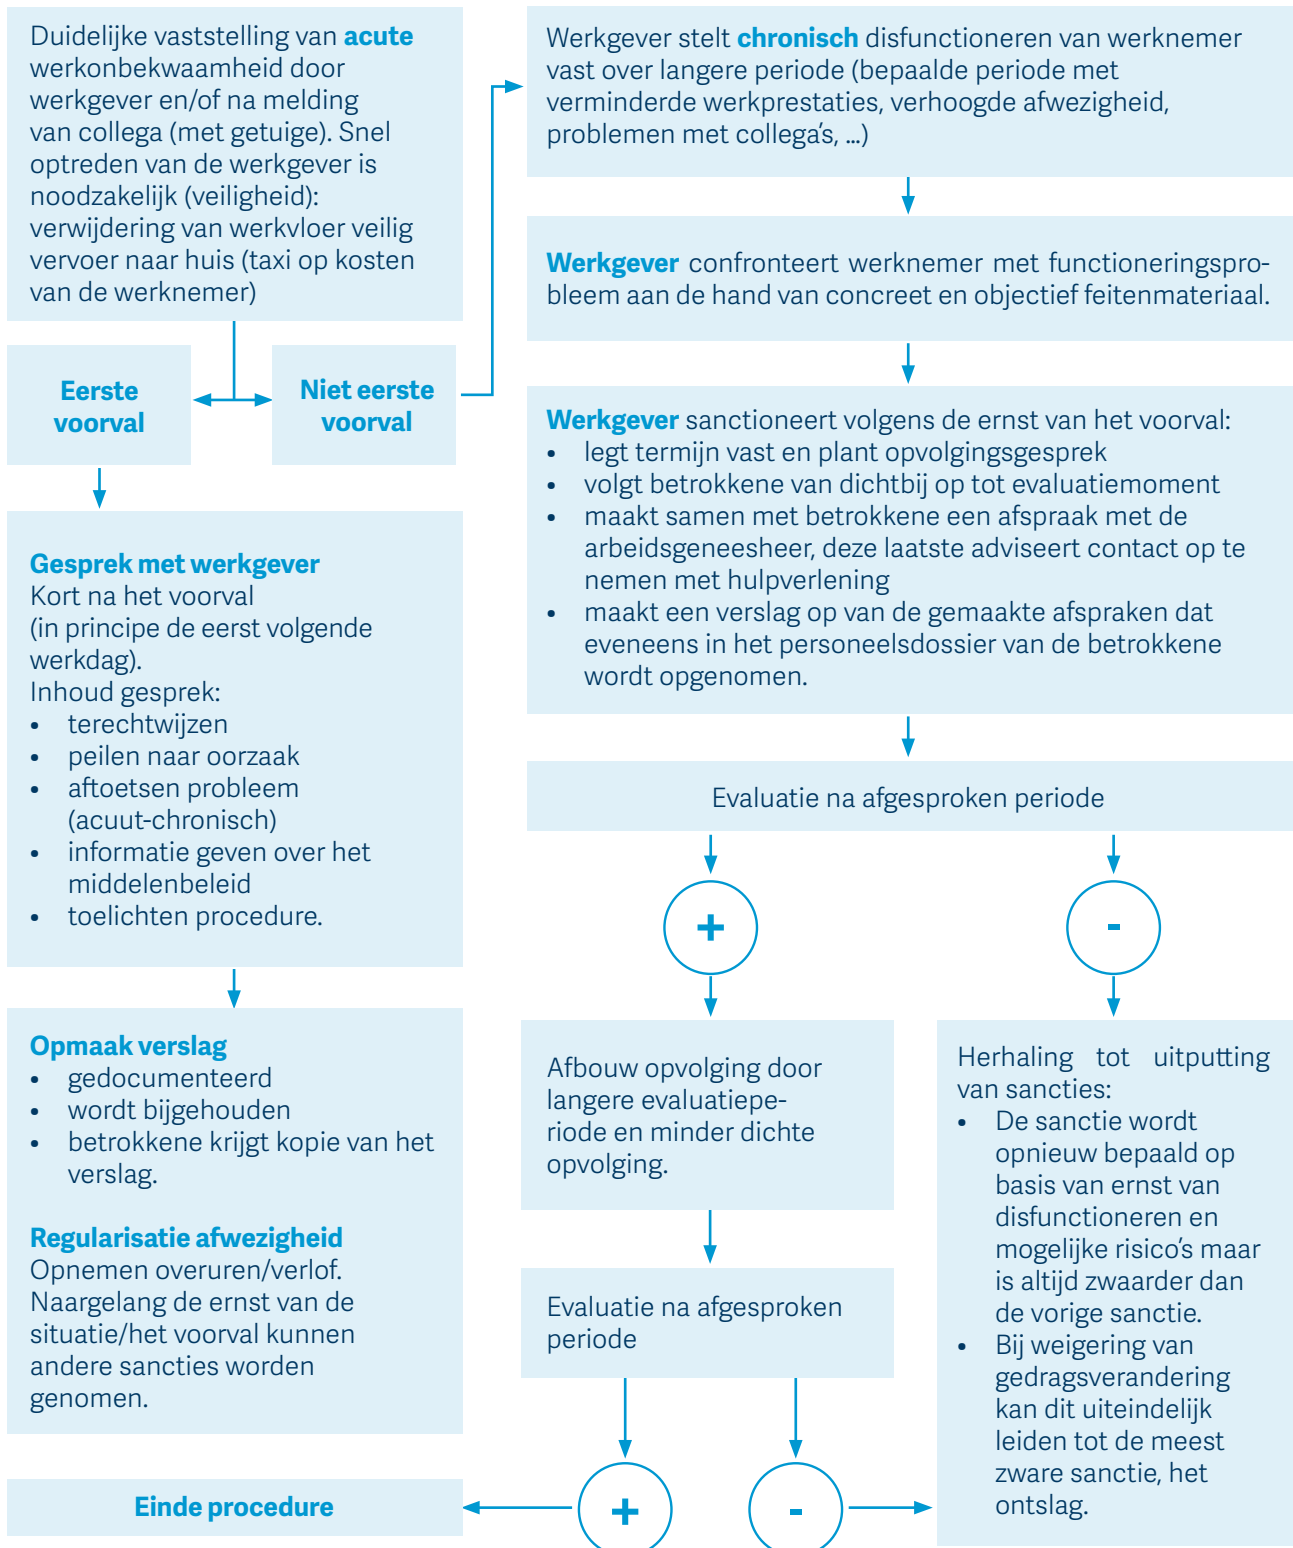 Duidelijke vaststelling van acute
werkonbekwaamheid door
werkgever en/of na melding
van collega (met getuige). Snel
optreden van de werkgever is
noodzakelijk (veiligheid):
verwijdering van werkvloer veilig
vervoer naar huis (taxi op kosten
van de werknemer)
Eerste
voorval
Niet eerste
voorval
Gesprek met werkgever
Kort na het voorval
(in principe de eerst volgende
werkdag).
Inhoud gesprek:
• terechtwijzen
• peilen naar oorzaak
• aftoetsen probleem
(acuut-chronisch)
• informatie geven over het
middelenbeleid
• toelichten procedure.
Opmaak verslag
• gedocumenteerd
• wordt bijgehouden
• betrokkene krijgt kopie van het
verslag.
Regularisatie afwezigheid
Opnemen overuren/verlof.
Naargelang de ernst van de
situatie/het voorval kunnen
andere sancties worden
genomen.
Einde procedure
Werkgever stelt chronisch disfunctioneren van werknemer
vast over langere periode (bepaalde periode met
verminderde werkprestaties, verhoogde afwezigheid,
problemen met collega's, ...)
Werkgever confronteert werknemer met functioneringspro-
bleem aan de hand van concreet en objectief feitenmateriaal.
Werkgever sanctioneert volgens de ernst van het voorval:
• legt termijn vast en plant opvolgingsgesprek
• volgt betrokkene van dichtbij op tot evaluatiemoment
• maakt samen met betrokkene een afspraak met de
arbeidsgeneesheer, deze laatste adviseert contact op te
nemen met hulpverlening
• maakt een verslag op van de gemaakte afspraken dat
eveneens in het personeelsdossier van de betrokkene
wordt opgenomen.
Evaluatie na afgesproken periode
+
-
Afbouw opvolging door
langere evaluatiepe-
riode en minder dichte
opvolging.
Evaluatie na afgesproken
periode
+
-
Herhaling tot uitputting
van sancties:
• De sanctie wordt
opnieuw bepaald op
basis van ernst van
disfunctioneren en
mogelijke risico's maar
is altijd zwaarder dan
de vorige sanctie.
• Bij weigering van
gedragsverandering
kan dit uiteindelijk
leiden tot de meest
zware sanctie, het
ontslag.